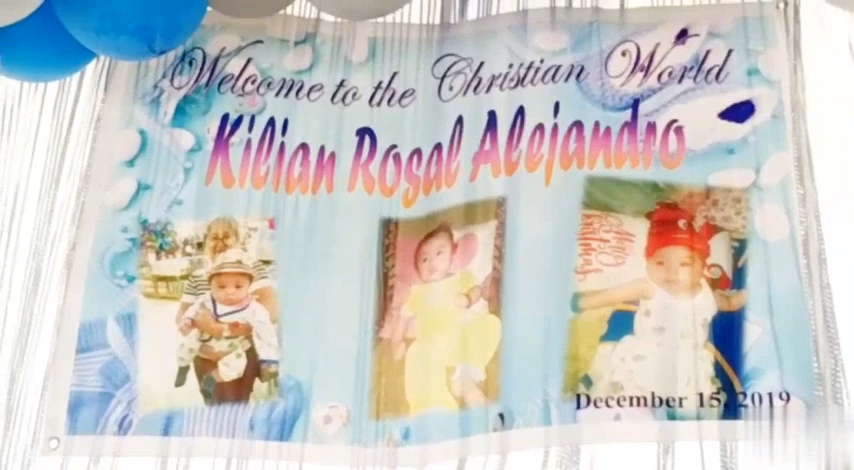 Welcome to the Christian World
Kilian Rosal Alejandro
December 15, 2019